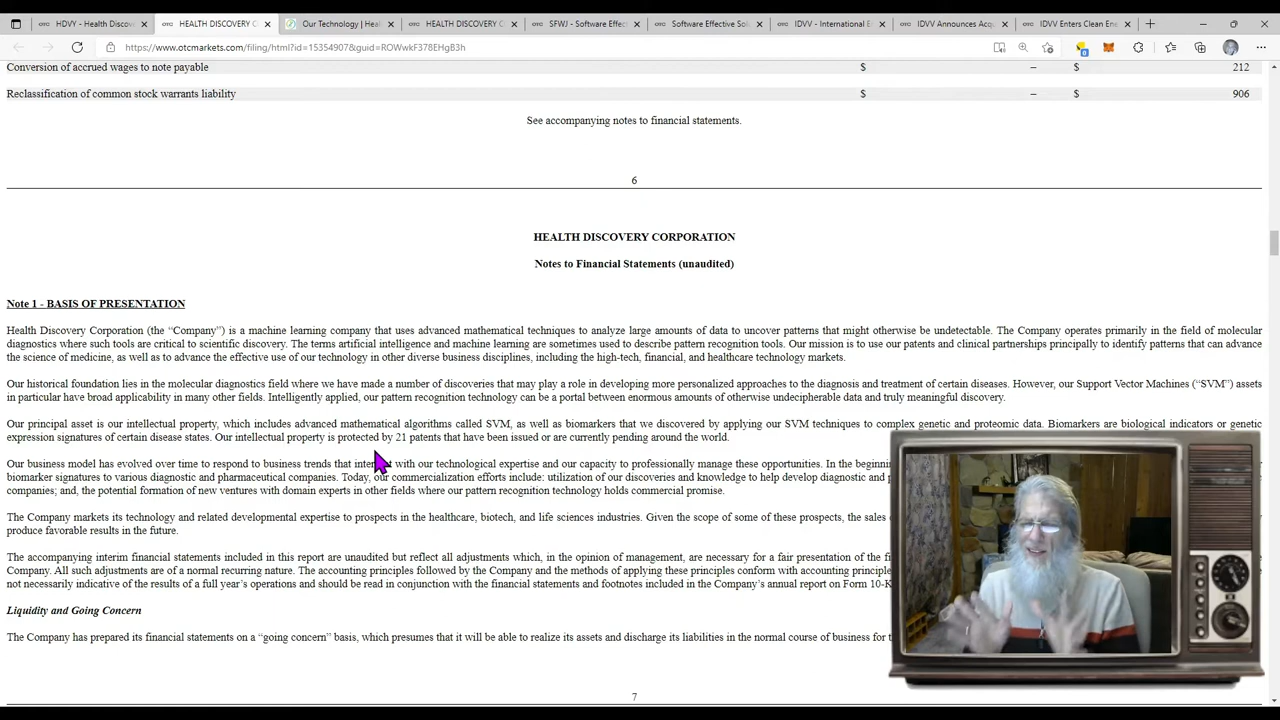 HDVY - Health Discov
HEALTH DISCOVERY C
Our Technology | Heal
HEALTH DISCOVERY C
SFWJ - Software Effec
Software Effective Sol
IDVV - International E
IDVV Announces Acq
IDVV Enters Clean Ene
https://www.otcmarkets.com/filing/html?id=15354907&guid=ROWwkF378EHgB3h
Conversion of accrued wages to note payable $ – $ 212
Reclassification of common stock warrants liability $ – $ 906
See accompanying notes to financial statements.
6
HEALTH DISCOVERY CORPORATION
Notes to Financial Statements (unaudited)
Note 1 - BASIS OF PRESENTATION
Health Discovery Corporation (the “Company”) is a machine learning company that uses advanced mathematical techniques to analyze large amounts of data to uncover patterns that might otherwise be undetectable. The Company operates primarily in the field of molecular
diagnostics where such tools are critical to scientific discovery. The terms artificial intelligence and machine learning are sometimes used to describe pattern recognition tools. Our mission is to use our patents and clinical partnerships principally to identify patterns that can advance
the science of medicine, as well as to advance the effective use of our technology in other diverse business disciplines, including the high-tech, financial, and healthcare technology markets.
Our historical foundation lies in the molecular diagnostics field where we have made a number of discoveries that may play a role in developing more personalized approaches to the diagnosis and treatment of certain diseases. However, our Support Vector Machines (“SVM”) assets
in particular have broad applicability in many other fields. Intelligently applied, our pattern recognition technology can be a portal between enormous amounts of otherwise undecipherable data and truly meaningful discovery.
Our principal asset is our intellectual property, which includes advanced mathematical algorithms called SVM, as well as biomarkers that we discovered by applying our SVM techniques to complex genetic and proteomic data. Biomarkers are biological indicators or genetic
expression signatures of certain disease states. Our intellectual property is protected by 21 patents that have been issued or are currently pending around the world.
Our business model has evolved over time to respond to business trends that with our technological expertise and our capacity to professionally manage these opportunities. In the beginnin
biomarker signatures to various diagnostic and pharmaceutical companies. Today, our commercialization efforts include: utilization of our discoveries and knowledge to help develop diagnostic and p
companies; and, the potential formation of new ventures with domain experts in other fields where our pattern recognition technology holds commercial promise.
The Company markets its technology and related developmental expertise to prospects in the healthcare, biotech, and life sciences industries. Given the scope of some of these prospects, the sales c
produce favorable results in the future.
The accompanying interim financial statements included in this report are unaudited but reflect all adjustments which, in the opinion of management, are necessary for a fair presentation of the fi
Company. All such adjustments are of a normal recurring nature. The accounting principles followed by the Company and the methods of applying these principles conform with accounting principle
not necessarily indicative of the results of a full year’s operations and should be read in conjunction with the financial statements and footnotes included in the Company’s annual report on Form 10-K
Liquidity and Going Concern
The Company has prepared its financial statements on a “going concern” basis, which presumes that it will be able to realize its assets and discharge its liabilities in the normal course of business for t
7